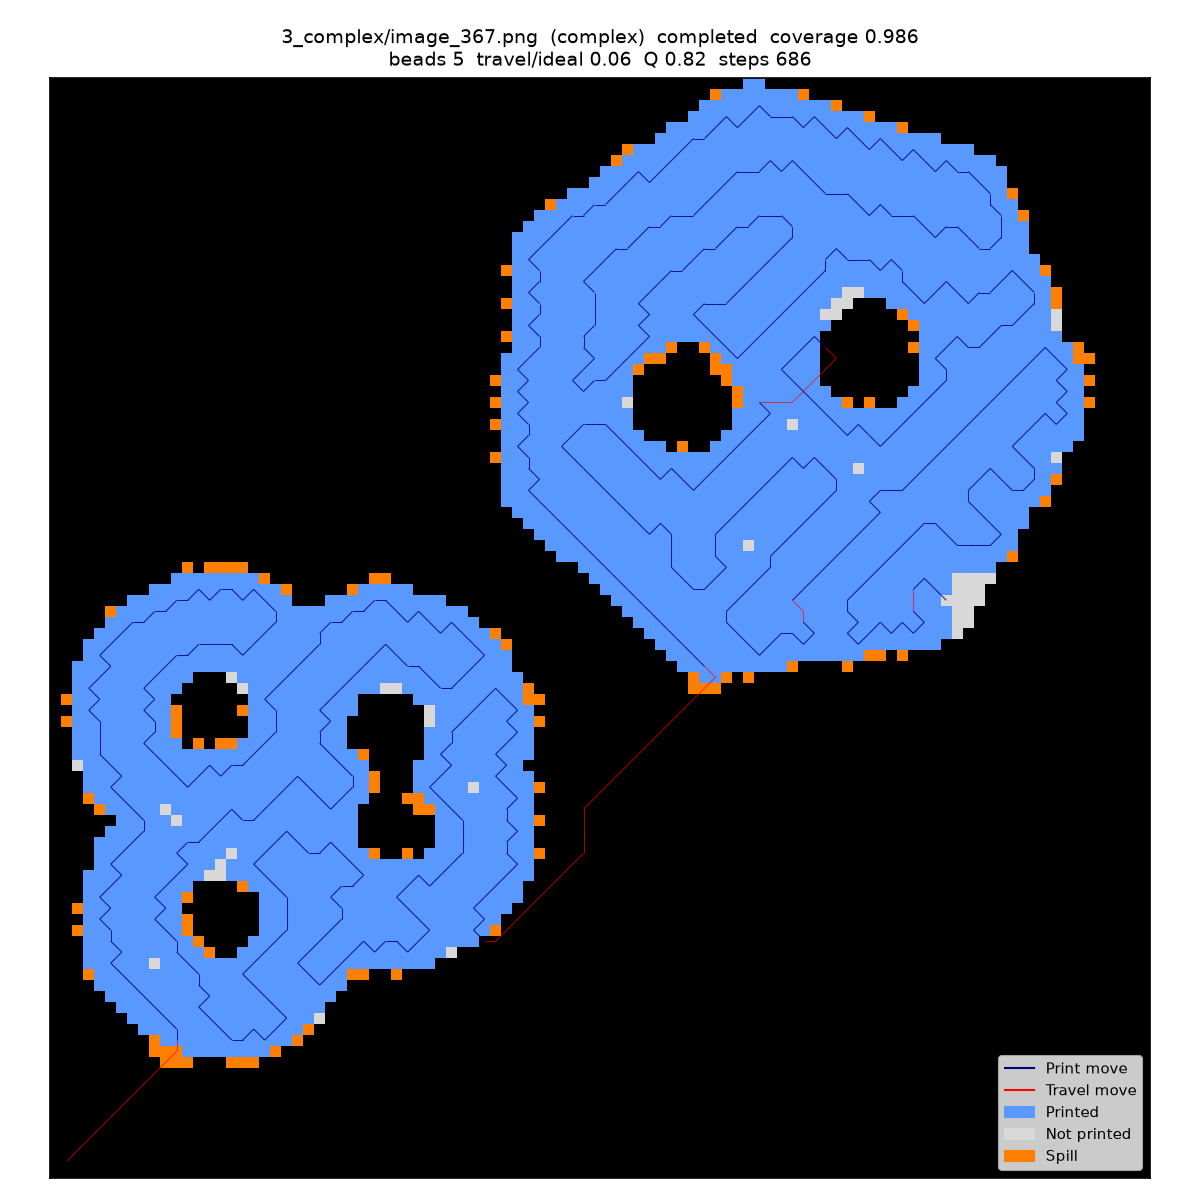 3_complex/image_367.png  (complex)  completed  coverage 0.986
beads 5  travel/ideal 0.06  Q 0.82  steps 686
Print move
Travel move
Printed
Not printed
Spill